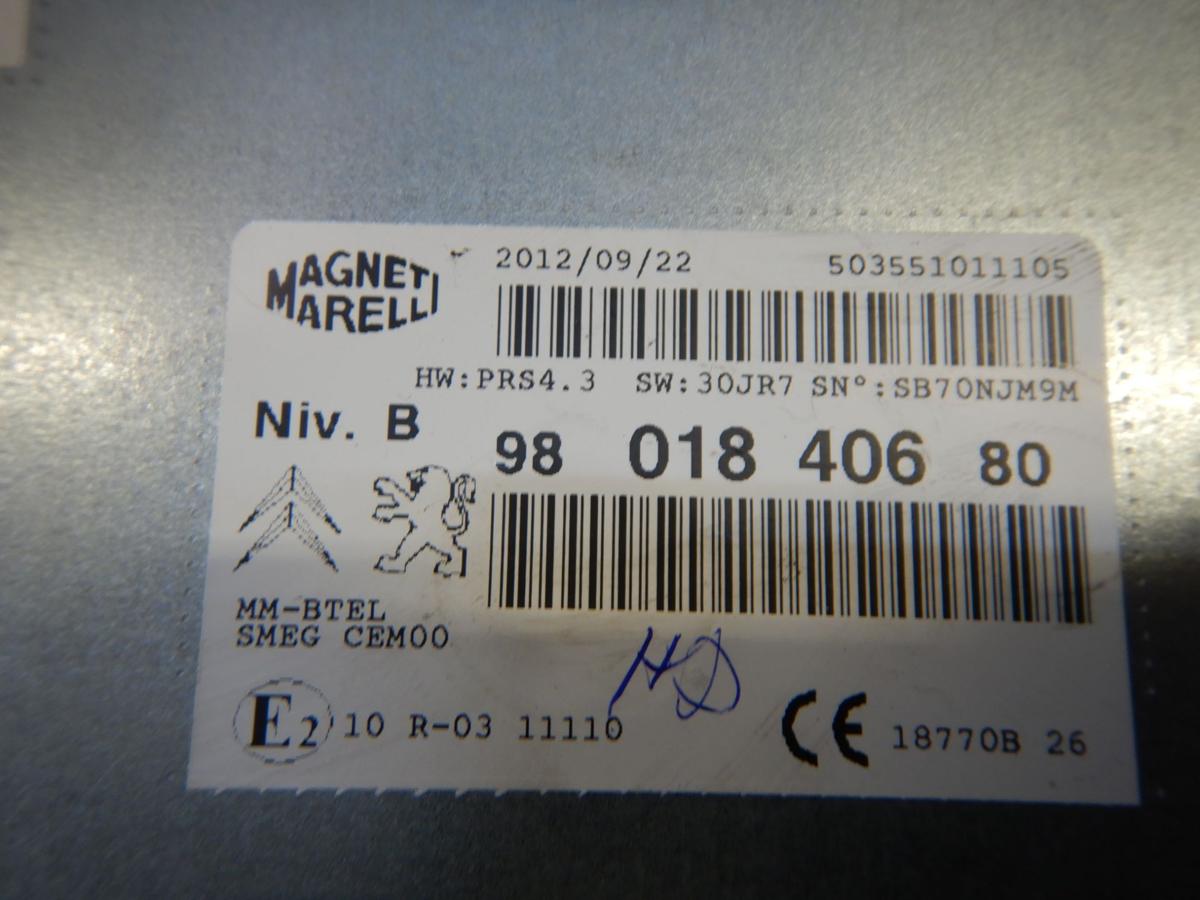 MAGNETI MARELLI
2012/09/22 503551011105
HW:PRS4.3 SW:30JR7 SN°:SB70NJM9M
Niv. B
98 018 406 80
MM-BTEL
SMEG CEM00
HD
E2 10 R-03 11110
CE 18770B 26